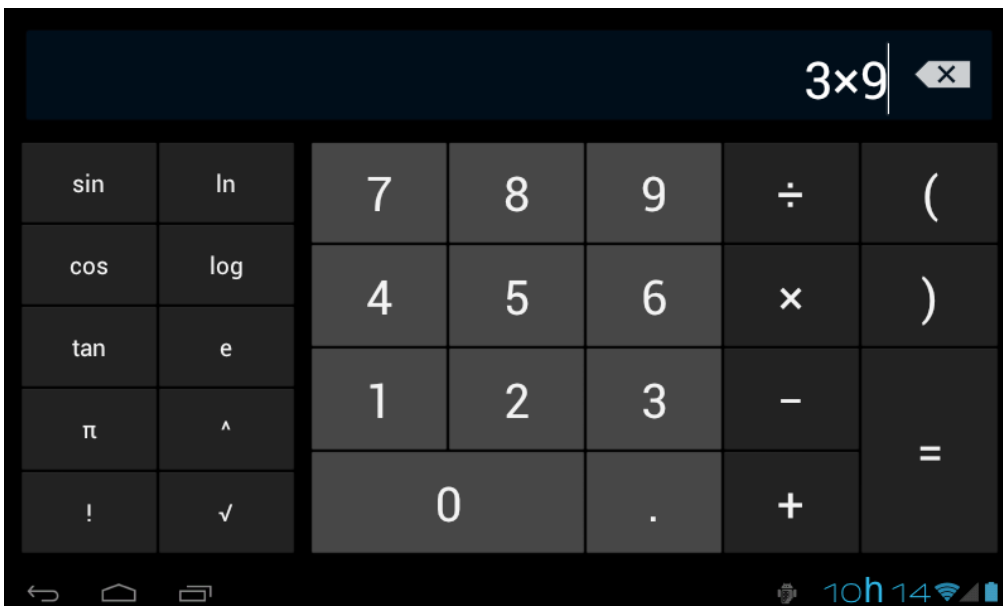 3×9
sin ln 7 8 9 ÷ (
cos log 4 5 6 × )
tan e 1 2 3 −
π ^ =
! √ 0 . +
10h14